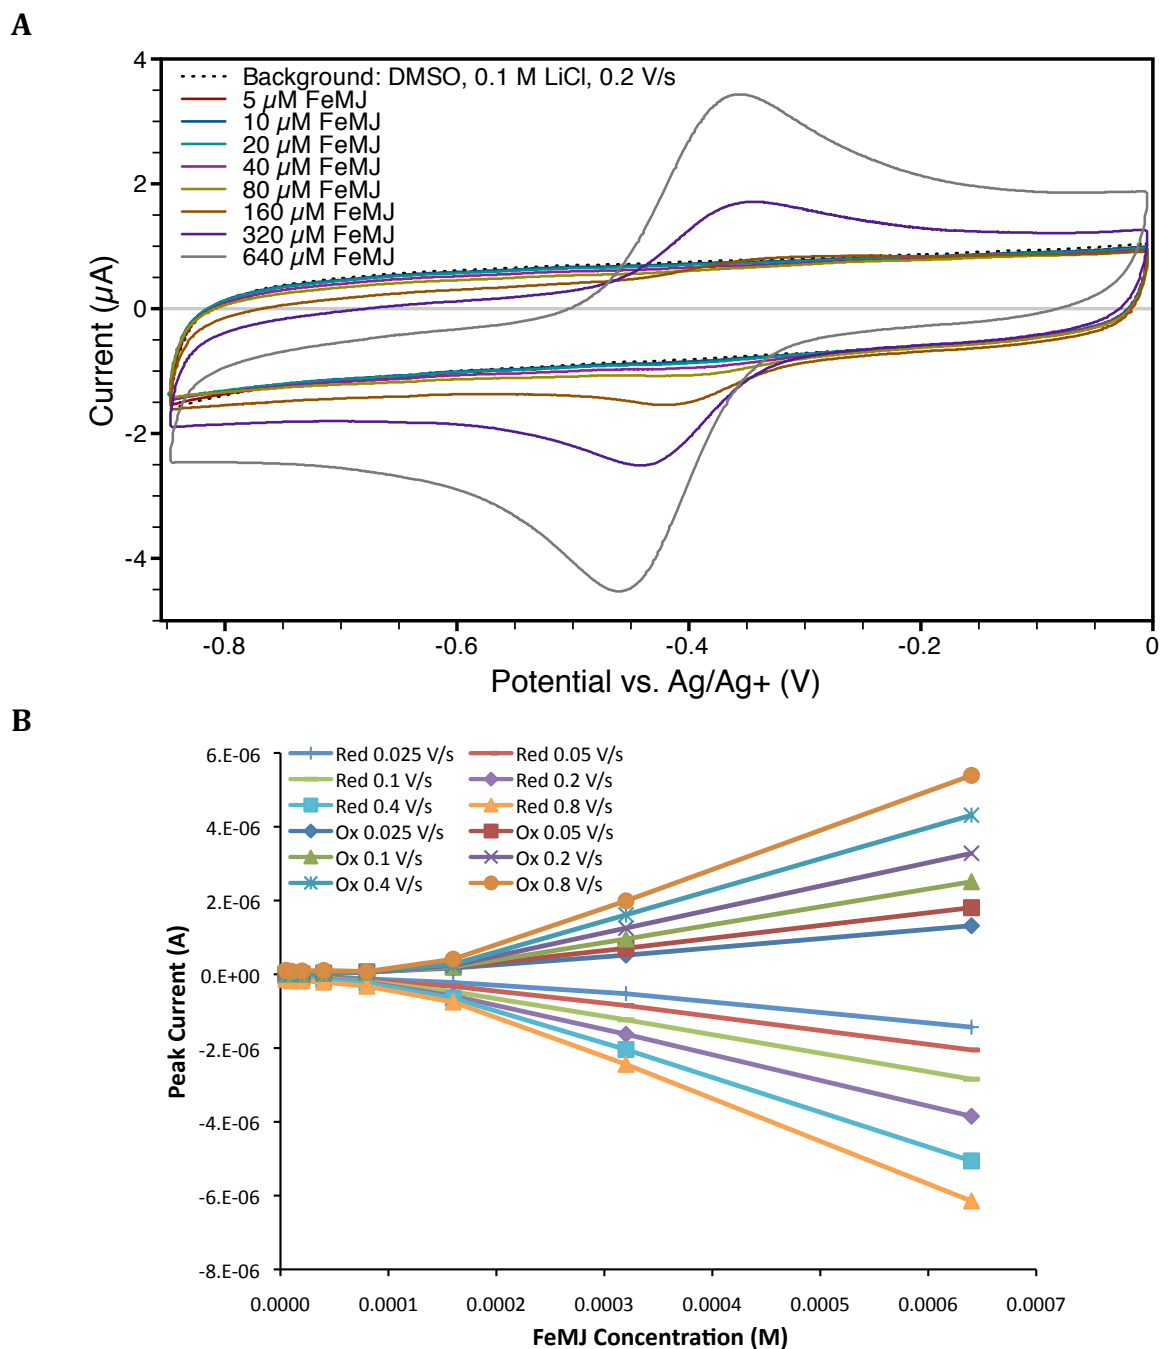 A
4
2
0
-2
-4
Current (µA)
Background: DMSO, 0.1 M LiCl, 0.2 V/s
5 µM FeMJ
10 µM FeMJ
20 µM FeMJ
40 µM FeMJ
80 µM FeMJ
160 µM FeMJ
320 µM FeMJ
640 µM FeMJ
-0.8 -0.6 -0.4 -0.2 0
Potential vs. Ag/Ag+ (V)
B
6.E-06
4.E-06
2.E-06
0.E+00
-2.E-06
-4.E-06
-6.E-06
-8.E-06
Peak Current (A)
Red 0.025 V/s Red 0.05 V/s
Red 0.1 V/s Red 0.2 V/s
Red 0.4 V/s Red 0.8 V/s
Ox 0.025 V/s Ox 0.05 V/s
Ox 0.1 V/s Ox 0.2 V/s
Ox 0.4 V/s Ox 0.8 V/s
0.0000 0.0001 0.0002 0.0003 0.0004 0.0005 0.0006 0.0007
FeMJ Concentration (M)